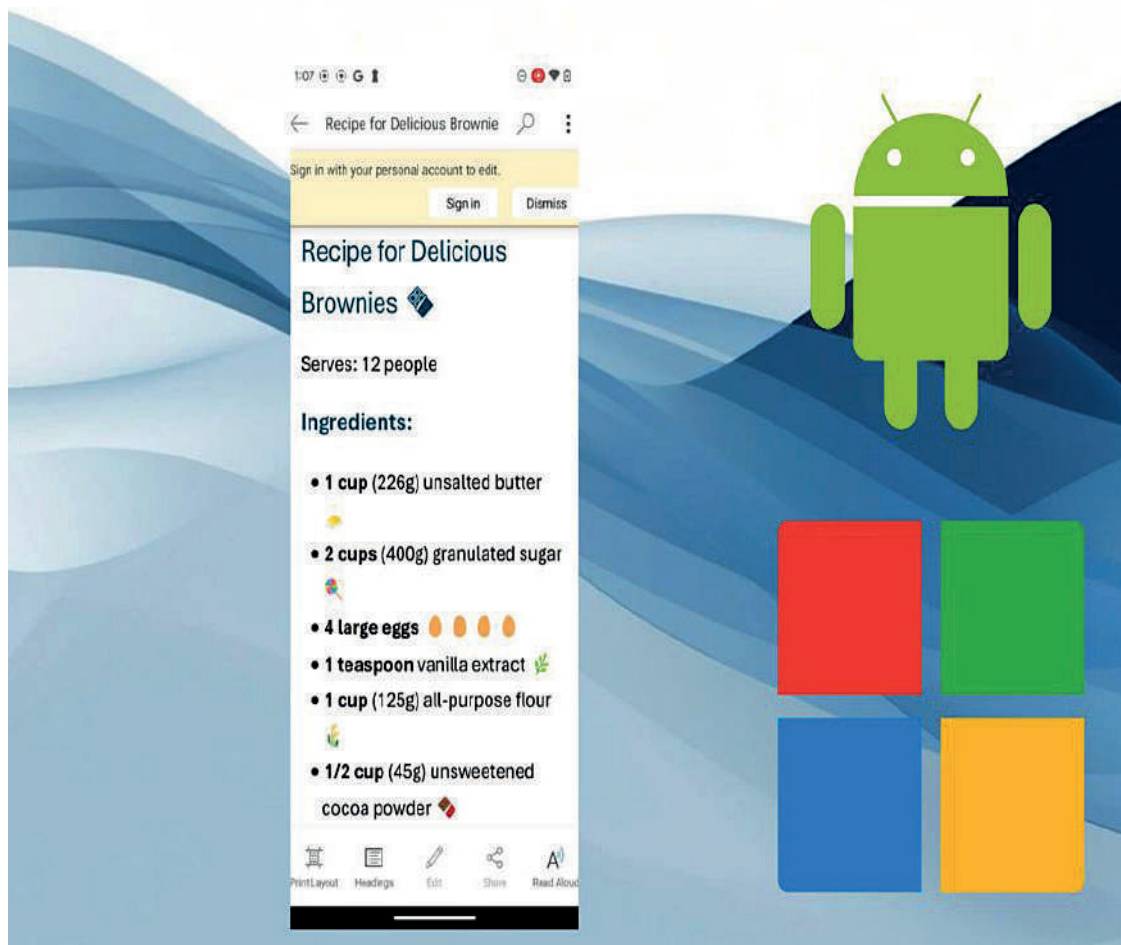 1:07 G
Recipe for Delicious Brownie
Sign in with your personal account to edit.
Sign in Dismiss
Recipe for Delicious
Brownies
Serves: 12 people
Ingredients:
• 1 cup (226g) unsalted butter
• 2 cups (400g) granulated sugar
• 4 large eggs
• 1 teaspoon vanilla extract
• 1 cup (125g) all-purpose flour
• 1/2 cup (45g) unsweetened
cocoa powder
Print Layout Headings Edit Share Read Aloud